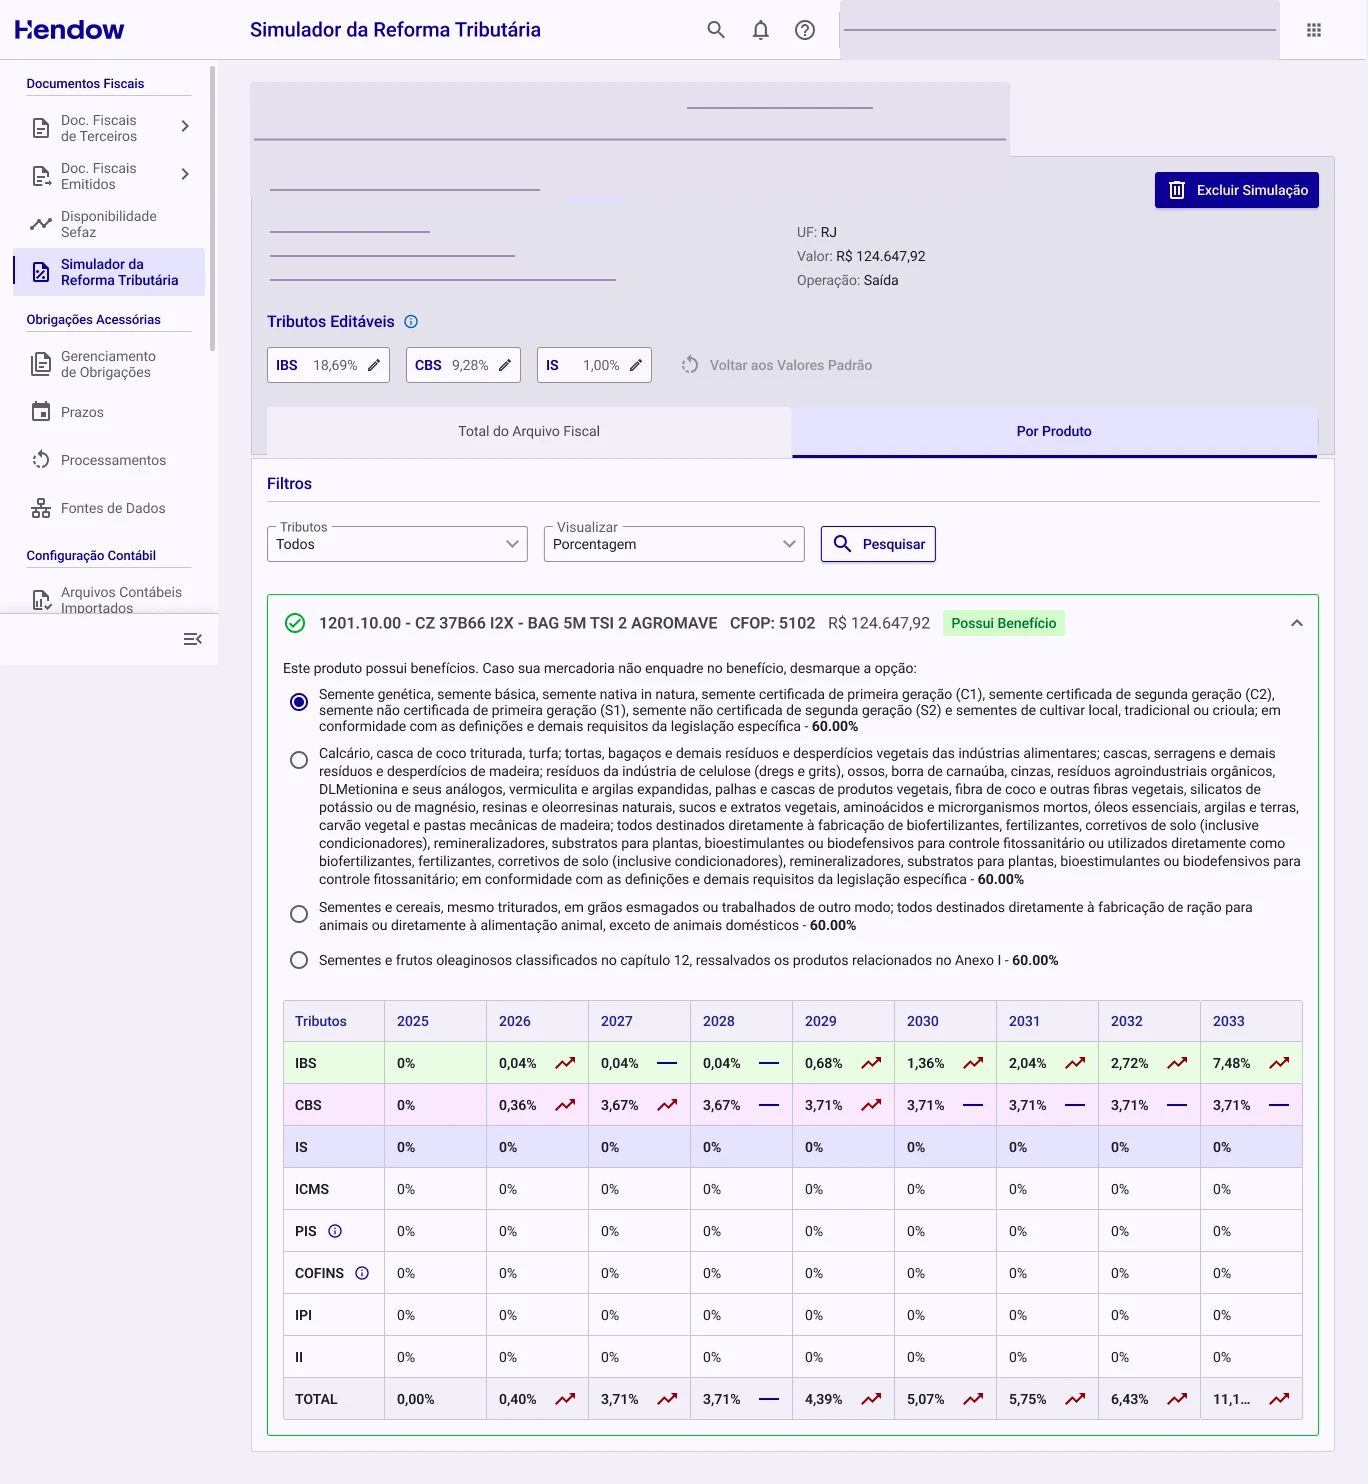 Hendow
Simulador da Reforma Tributária
Documentos Fiscais
Doc. Fiscais
de Terceiros
Doc. Fiscais
Emitidos
Disponibilidade
Sefaz
Simulador da
Reforma Tributária
Obrigações Acessórias
Gerenciamento
de Obrigações
Prazos
Processamentos
Fontes de Dados
Configuração Contábil
Arquivos Contábeis
Importados
Excluir Simulação
UF: RJ
Valor: R$ 124.647,92
Operação: Saída
Tributos Editáveis
IBS 18,69% CBS 9,28% IS 1,00% Voltar aos Valores Padrão
Total do Arquivo Fiscal Por Produto
Filtros
Tributos Visualizar
Todos Porcentagem Pesquisar
1201.10.00 - CZ 37B66 I2X - BAG 5M TSI 2 AGROMAVE CFOP: 5102 R$ 124.647,92 Possui Benefício
Este produto possui benefícios. Caso sua mercadoria não enquadre no benefício, desmarque a opção:
Semente genética, semente básica, semente nativa in natura, semente certificada de primeira geração (C1), semente certificada de segunda geração (C2),
semente não certificada de primeira geração (S1), semente não certificada de segunda geração (S2) e sementes de cultivar local, tradicional ou crioula; em
conformidade com as definições e demais requisitos da legislação específica - 60.00%
Calcário, casca de coco triturada, turfa; tortas, bagaços e demais resíduos e desperdícios vegetais das indústrias alimentares; cascas, serragens e demais
resíduos e desperdícios de madeira; resíduos da indústria de celulose (dregs e grits), ossos, borra de carnaúba, cinzas, resíduos agroindustriais orgânicos,
DLMetionina e seus análogos, vermiculita e argilas expandidas, palhas e cascas de produtos vegetais, fibra de coco e outras fibras vegetais, silicatos de
potássio ou de magnésio, resinas e oleorresinas naturais, sucos e extratos vegetais, aminoácidos e microrganismos mortos, óleos essenciais, argilas e terras,
carvão vegetal e pastas mecânicas de madeira; todos destinados diretamente à fabricação de biofertilizantes, fertilizantes, corretivos de solo (inclusive
condicionadores), remineralizadores, substratos para plantas, bioestimulantes ou biodefensivos para controle fitossanitário ou utilizados diretamente como
biofertilizantes, fertilizantes, corretivos de solo (inclusive condicionadores), remineralizadores, substratos para plantas, bioestimulantes ou biodefensivos para
controle fitossanitário; em conformidade com as definições e demais requisitos da legislação específica - 60.00%
Sementes e cereais, mesmo triturados, em grãos esmagados ou trabalhados de outro modo; todos destinados diretamente à fabricação de ração para
animais ou diretamente à alimentação animal, exceto de animais domésticos - 60.00%
Sementes e frutos oleaginosos classificados no capítulo 12, ressalvados os produtos relacionados no Anexo I - 60.00%
Tributos 2025 2026 2027 2028 2029 2030 2031 2032 2033
IBS 0% 0,04% 0,04% 0,04% 0,68% 1,36% 2,04% 2,72% 7,48%
CBS 0% 0,36% 3,67% 3,67% 3,71% 3,71% 3,71% 3,71% 3,71%
IS 0% 0% 0% 0% 0% 0% 0% 0% 0%
ICMS 0% 0% 0% 0% 0% 0% 0% 0% 0%
PIS 0% 0% 0% 0% 0% 0% 0% 0% 0%
COFINS 0% 0% 0% 0% 0% 0% 0% 0% 0%
IPI 0% 0% 0% 0% 0% 0% 0% 0% 0%
II 0% 0% 0% 0% 0% 0% 0% 0% 0%
TOTAL 0,00% 0,40% 3,71% 3,71% 4,39% 5,07% 5,75% 6,43% 11,1...